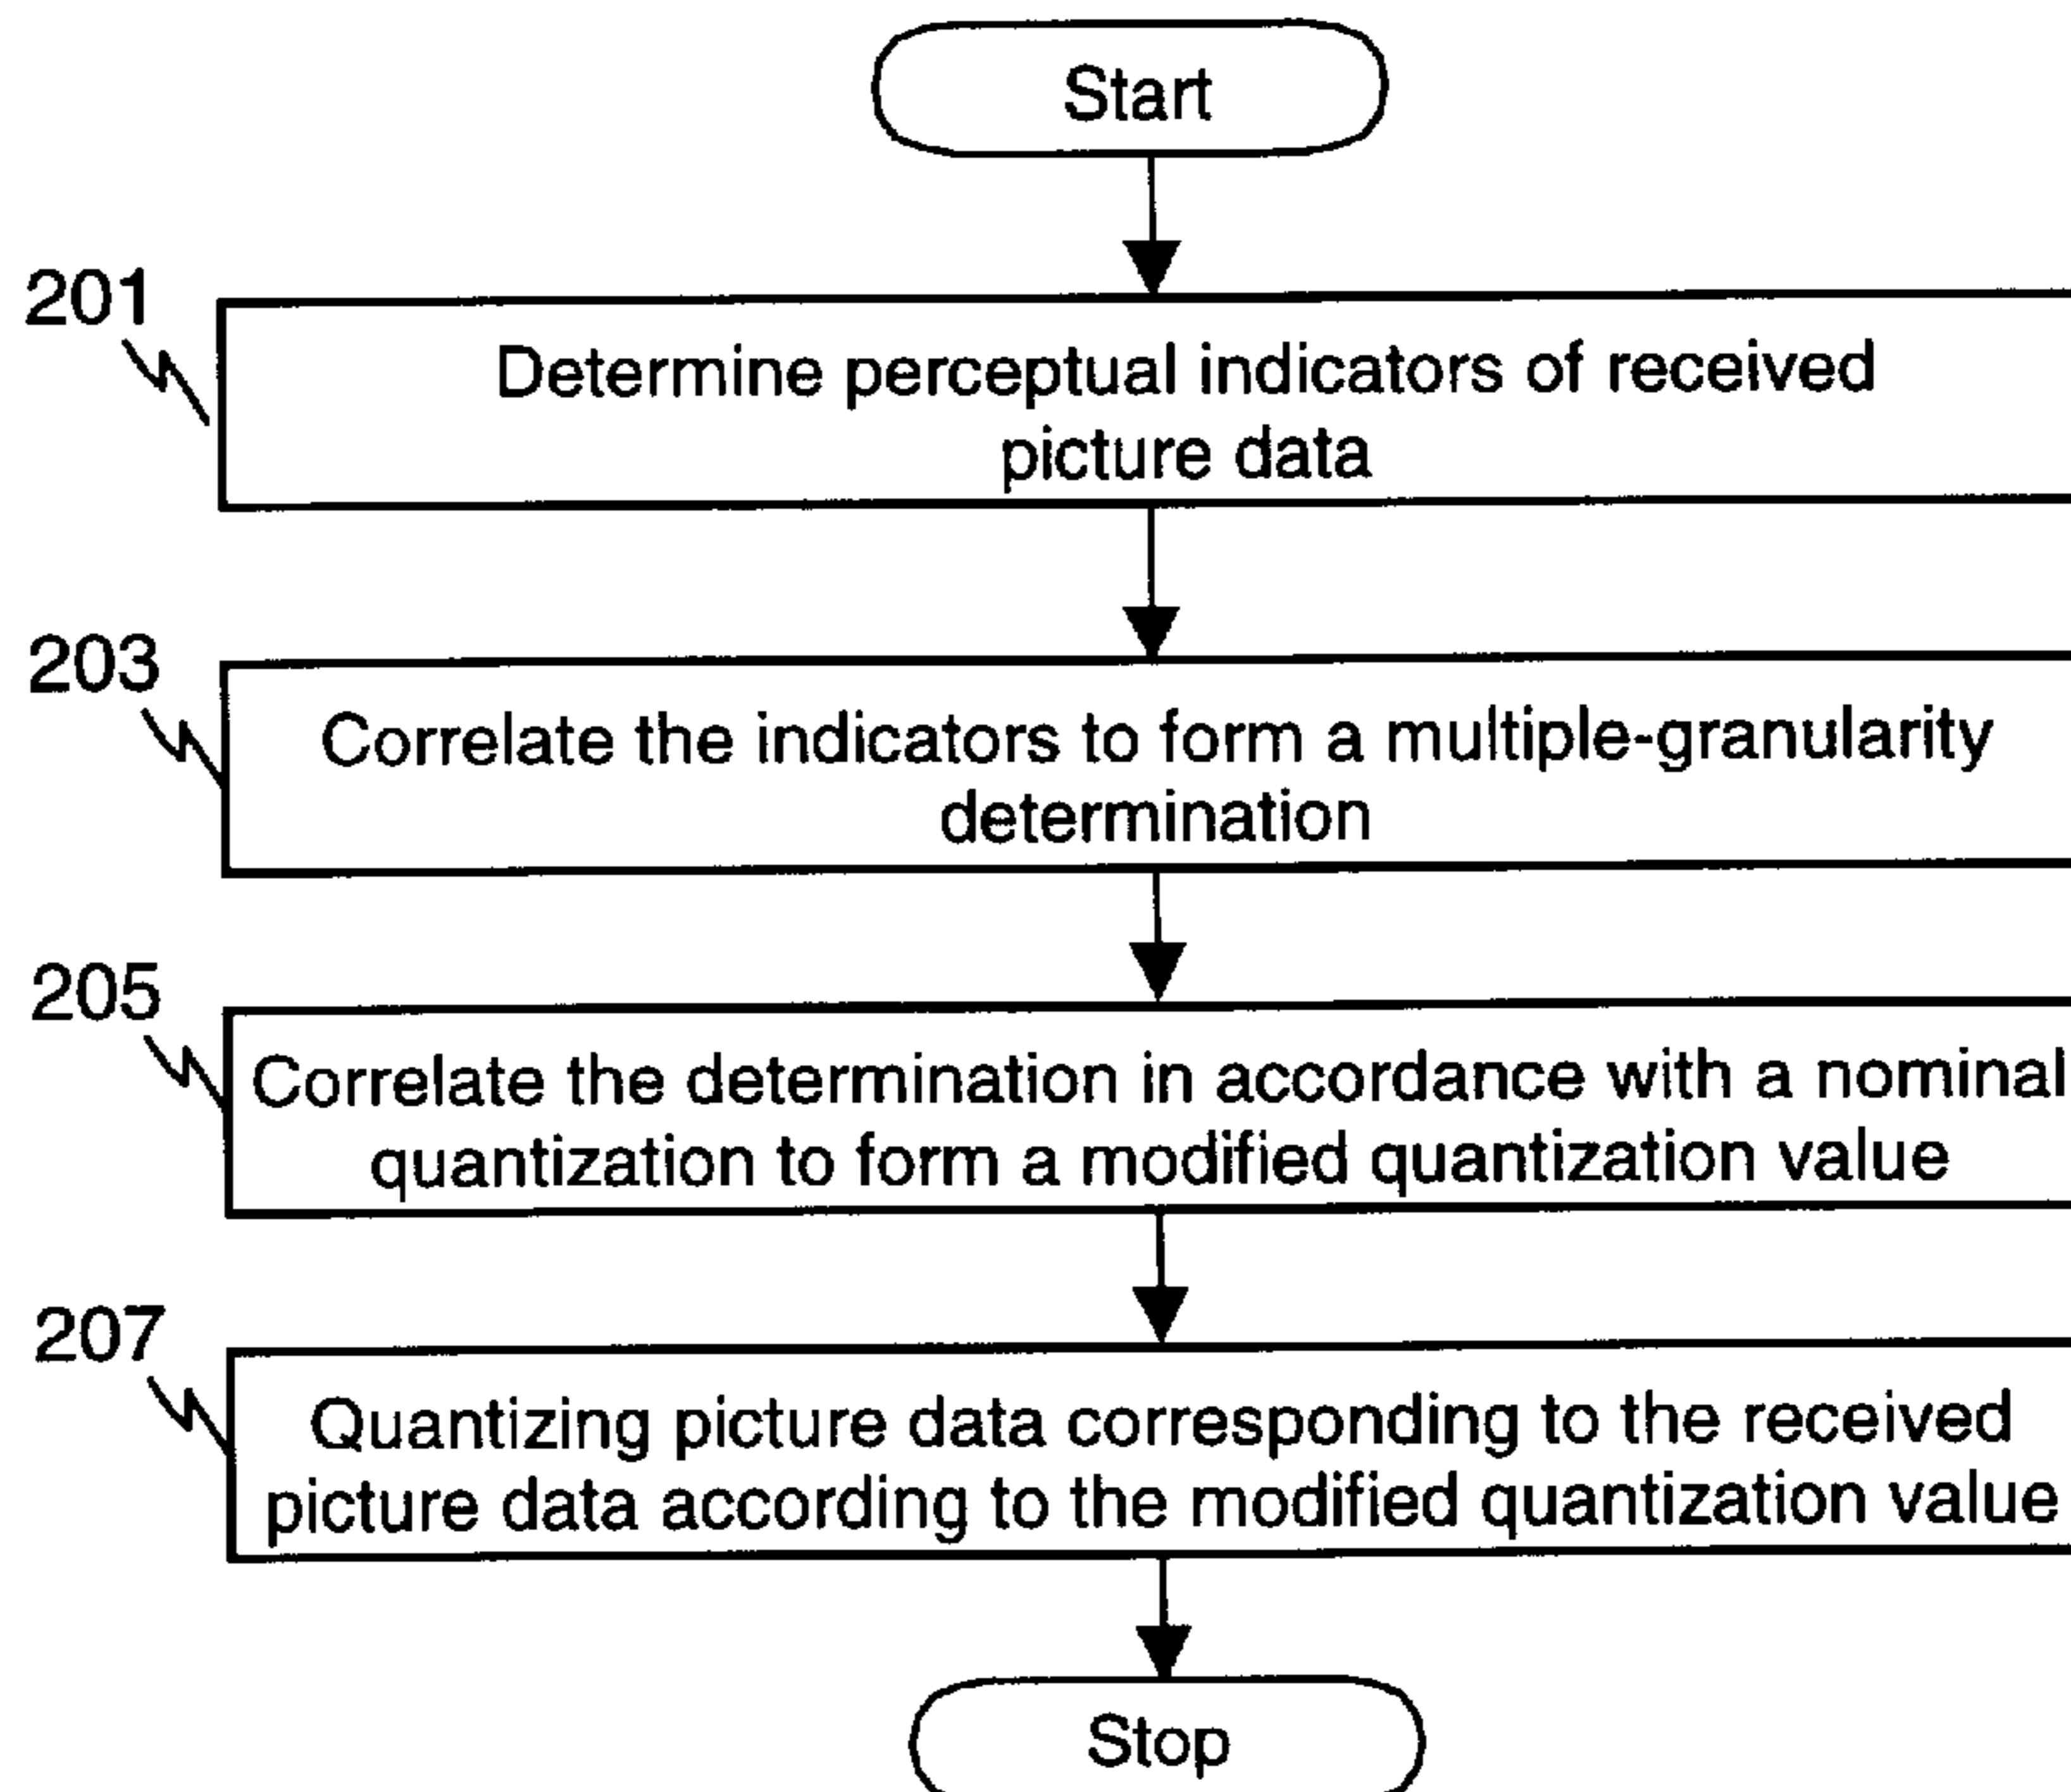 Start
201
Determine perceptual indicators of received
picture data
203
Correlate the indicators to form a multiple-granularity
determination
205
Correlate the determination in accordance with a nominal
quantization to form a modified quantization value
207
Quantizing picture data corresponding to the received
picture data according to the modified quantization value
Stop